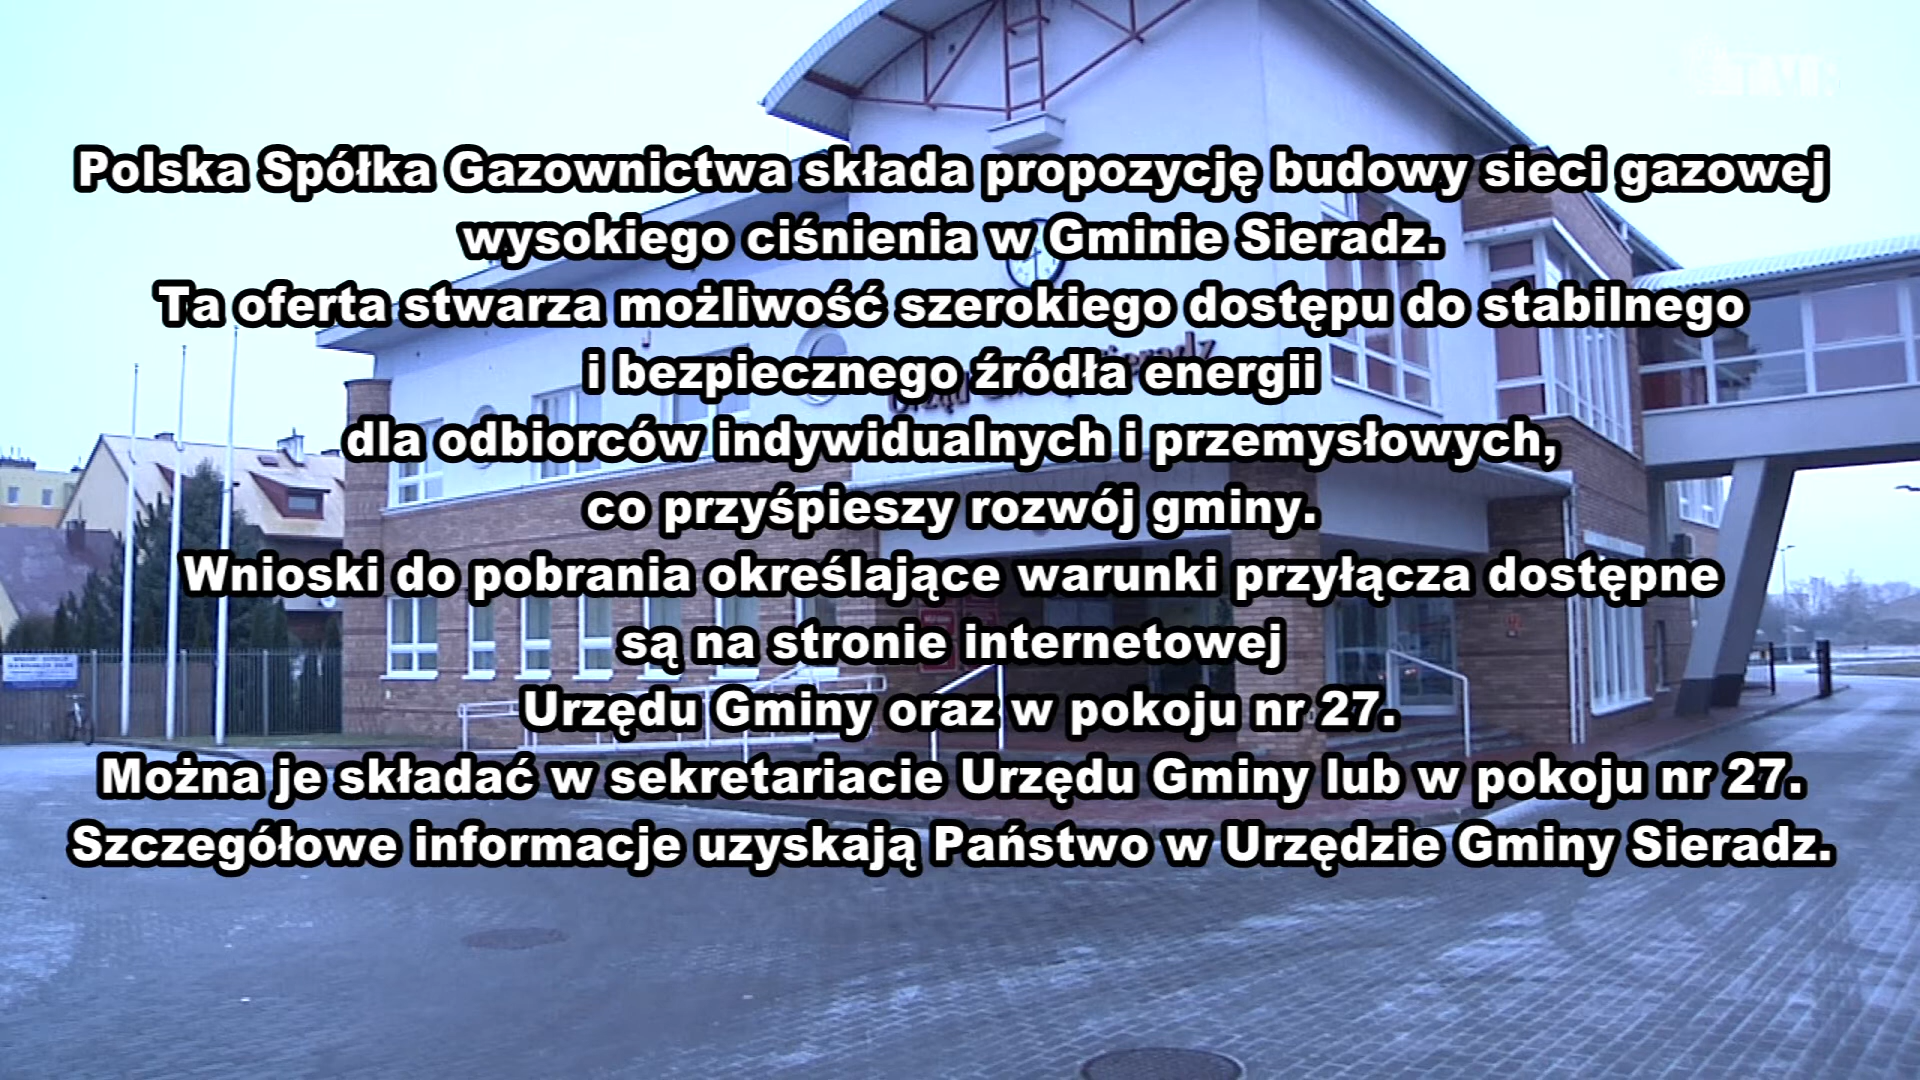 Polska Spółka Gazownictwa składa propozycję budowy sieci gazowej
wysokiego ciśnienia w Gminie Sieradz.
Ta oferta stwarza możliwość szerokiego dostępu do stabilnego
i bezpiecznego źródła energii
dla odbiorców indywidualnych i przemysłowych,
co przyśpieszy rozwój gminy.
Wnioski do pobrania określające warunki przyłącza dostępne
są na stronie internetowej
Urzędu Gminy oraz w pokoju nr 27.
Można je składać w sekretariacie Urzędu Gminy lub w pokoju nr 27.
Szczegółowe informacje uzyskają Państwo w Urzędzie Gminy Sieradz.